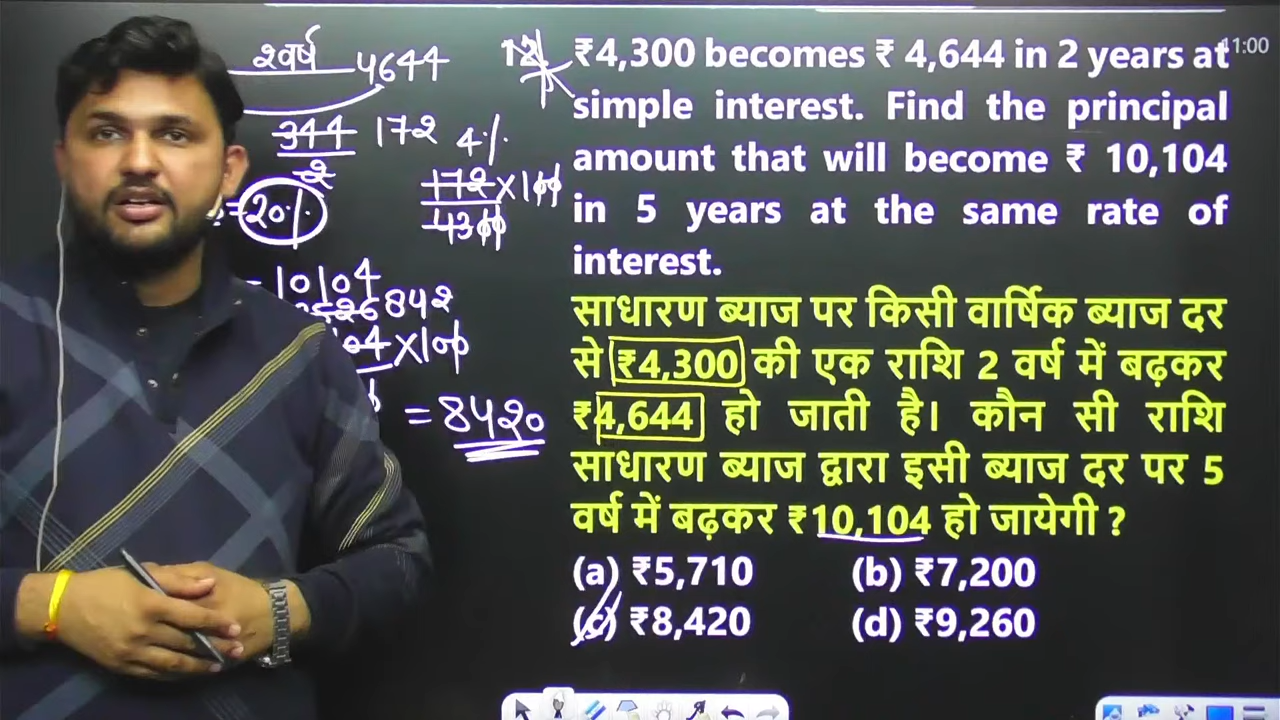 11:00
२वर्ष 4644
344 172 4%
2
172×100
4300
=20%
=10104
842
04×100
=8420
12
₹4,300 becomes ₹ 4,644 in 2 years at
simple interest. Find the principal
amount that will become ₹ 10,104
in 5 years at the same rate of
interest.
साधारण ब्याज पर किसी वार्षिक ब्याज दर
से ₹4,300 की एक राशि 2 वर्ष में बढ़कर
₹4,644 हो जाती है। कौन सी राशि
साधारण ब्याज द्वारा इसी ब्याज दर पर 5
वर्ष में बढ़कर ₹10,104 हो जायेगी ?
(a) ₹5,710 (b) ₹7,200
(c) ₹8,420 (d) ₹9,260